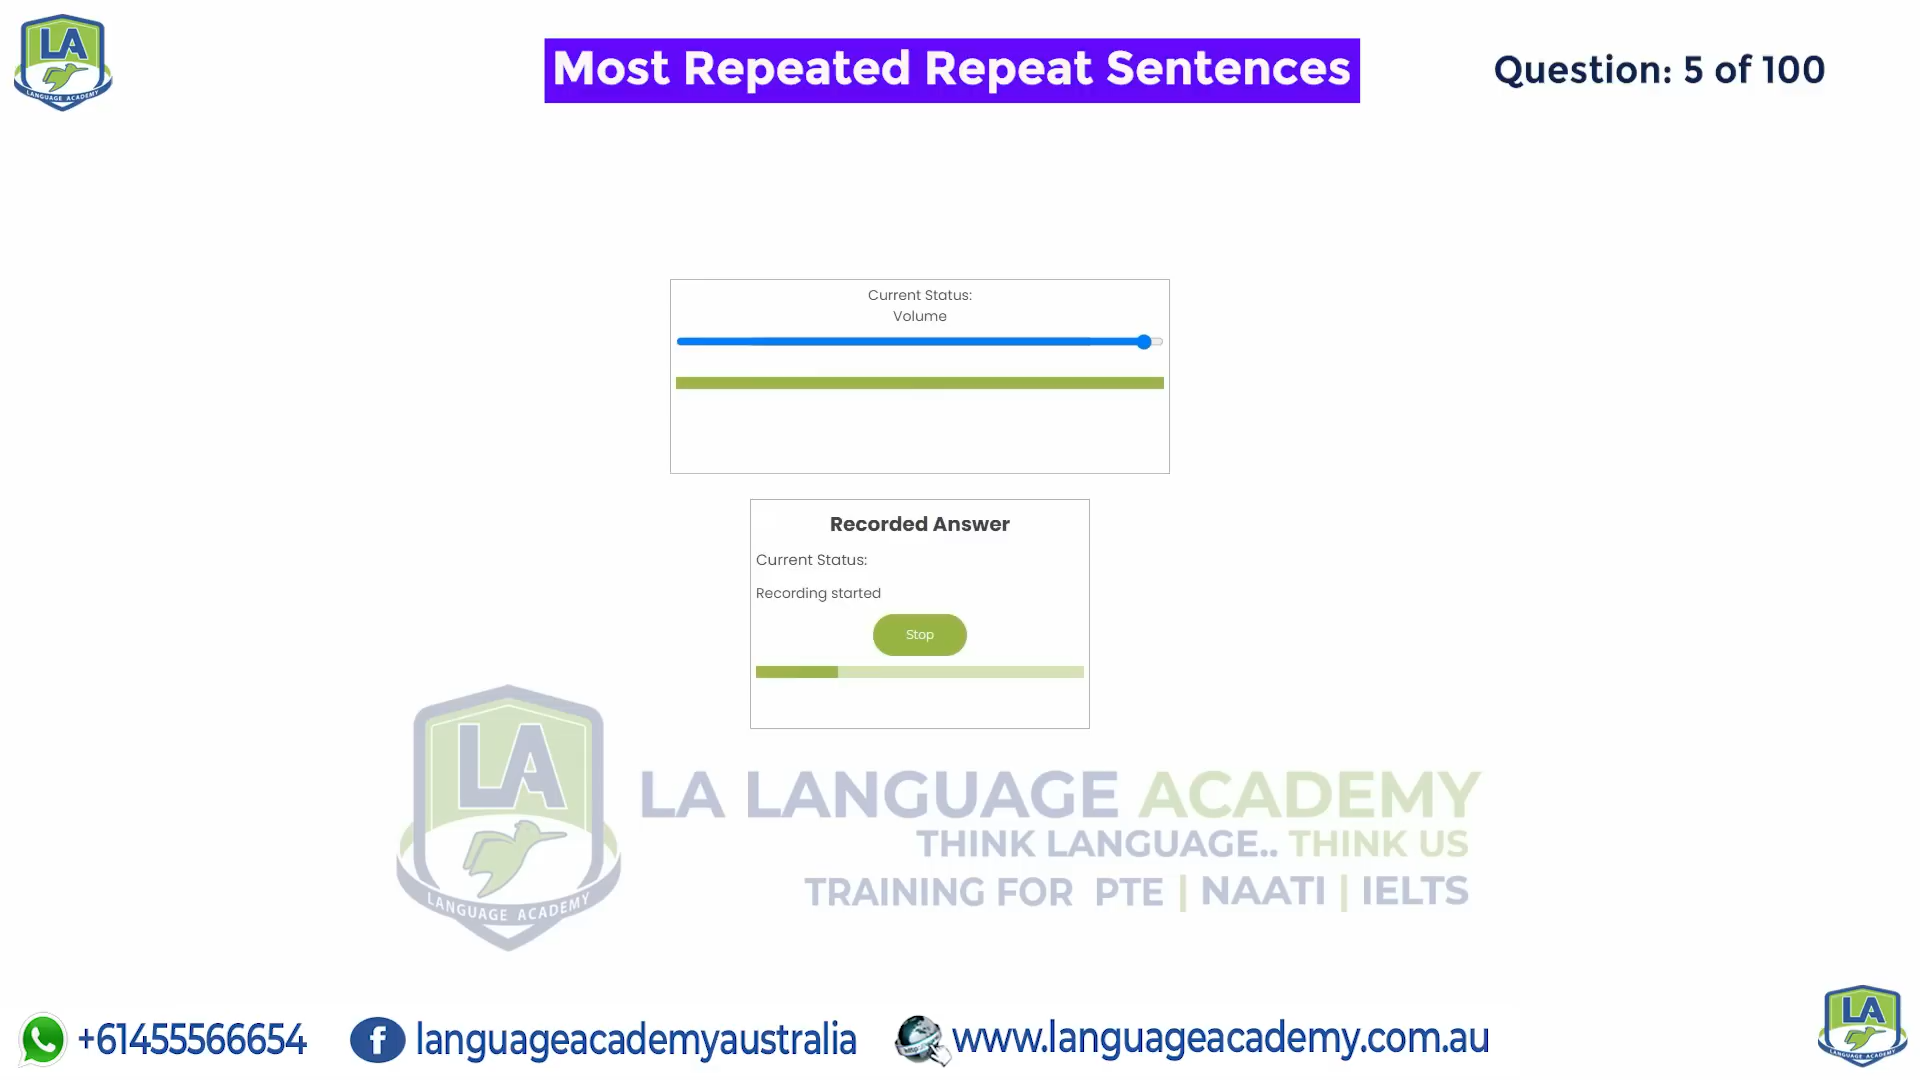 LA
LANGUAGE ACADEMY
Most Repeated Repeat Sentences
Question: 5 of 100
Current Status:
Volume
Recorded Answer
Current Status:
Recording started
Stop
LA
LANGUAGE ACADEMY
LA LANGUAGE ACADEMY
THINK LANGUAGE.. THINK US
TRAINING FOR PTE | NAATI | IELTS
+61455566654
languageacademyaustralia
www.languageacademy.com.au
LA
LANGUAGE ACADEMY